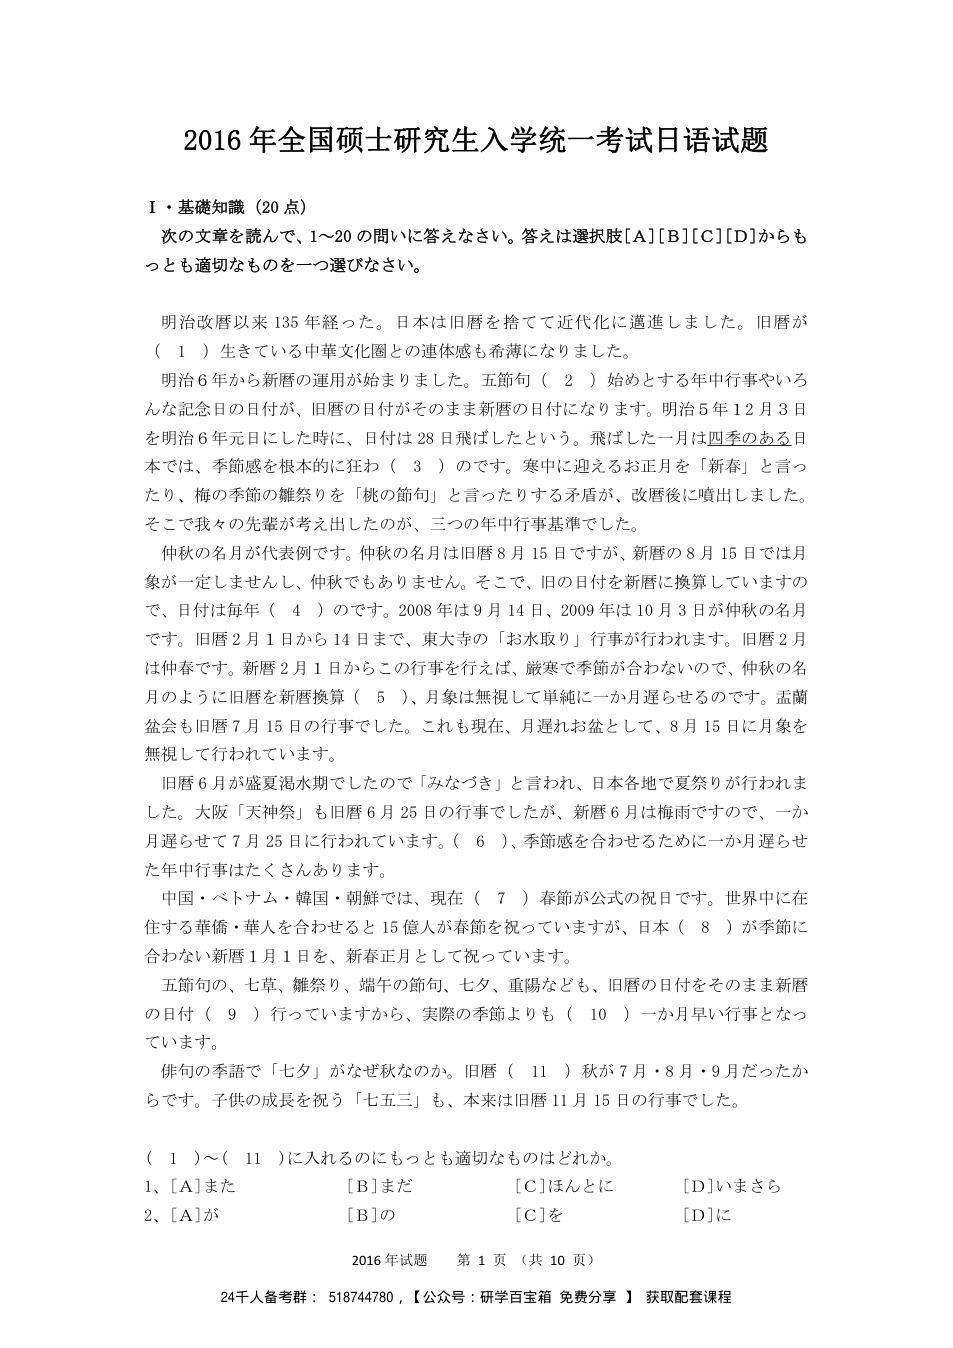 2016 年全国硕士研究生入学统一考试日语试题
Ⅰ・基礎知識（20 点）
次の文章を読んで、1～20 の問いに答えなさい。答えは選択肢[A][B][C][D]からも
っとも適切なものを一つ選びなさい。
明治改暦以来 135 年経った。日本は旧暦を捨てて近代化に邁進しました。旧暦が
（ 1 ）生きている中華文化圏との連体感も希薄になりました。
明治６年から新暦の運用が始まりました。五節句（ 2 ）始めとする年中行事やいろ
んな記念日の日付が、旧暦の日付がそのまま新暦の日付になります。明治５年１２月３日
を明治６年元日にした時に、日付は 28 日飛ばしたという。飛ばした一月は四季のある日
本では、季節感を根本的に狂わ（ 3 ）のです。寒中に迎えるお正月を「新春」と言っ
たり、梅の季節の雛祭りを「桃の節句」と言ったりする矛盾が、改暦後に噴出しました。
そこで我々の先輩が考え出したのが、三つの年中行事基準でした。
仲秋の名月が代表例です。仲秋の名月は旧暦８月 15 日ですが、新暦の８月 15 日では月
象が一定しませんし、仲秋でもありません。そこで、旧の日付を新暦に換算していますの
で、日付は毎年（ 4 ）のです。2008 年は９月 14 日、2009 年は 10 月３日が仲秋の名月
です。旧暦２月１日から 14 日まで、東大寺の「お水取り」行事が行われます。旧暦２月
は仲春です。新暦２月１日からこの行事を行えば、厳寒で季節が合わないので、仲秋の名
月のように旧暦を新暦換算（ 5 ）、月象は無視して単純に一か月遅らせるのです。盂蘭
盆会も旧暦７月 15 日の行事でした。これも現在、月遅れお盆として、８月 15 日に月象を
無視して行われています。
旧暦６月が盛夏渇水期でしたので「みなづき」と言われ、日本各地で夏祭りが行われま
した。大阪「天神祭」も旧暦６月 25 日の行事でしたが、新暦６月は梅雨ですので、一か
月遅らせて７月 25 日に行われています。（ 6 ）、季節感を合わせるために一か月遅らせ
た年中行事はたくさんあります。
中国・ベトナム・韓国・朝鮮では、現在（ 7 ）春節が公式の祝日です。世界中に在
住する華僑・華人を合わせると 15 億人が春節を祝っていますが、日本（ 8 ）が季節に
合わない新暦１月１日を、新春正月として祝っています。
五節句の、七草、雛祭り、端午の節句、七夕、重陽なども、旧暦の日付をそのまま新暦
の日付（ 9 ）行っていますから、実際の季節よりも（ 10 ）一か月早い行事となっ
ています。
俳句の季語で「七夕」がなぜ秋なのか。旧暦（ 11 ）秋が７月・８月・９月だったか
らです。子供の成長を祝う「七五三」も、本来は旧暦 11 月 15 日の行事でした。
（ 1 ）～（ 11 ）に入れるのにもっとも適切なものはどれか。
1、[A]また [B]まだ [C]ほんとに [D]いまさら
2、[A]が [B]の [C]を [D]に
2016 年试题 第 1 页 （共 10 页）
24千人备考群： 518744780，【公众号：研学百宝箱 免费分享 】 获取配套课程